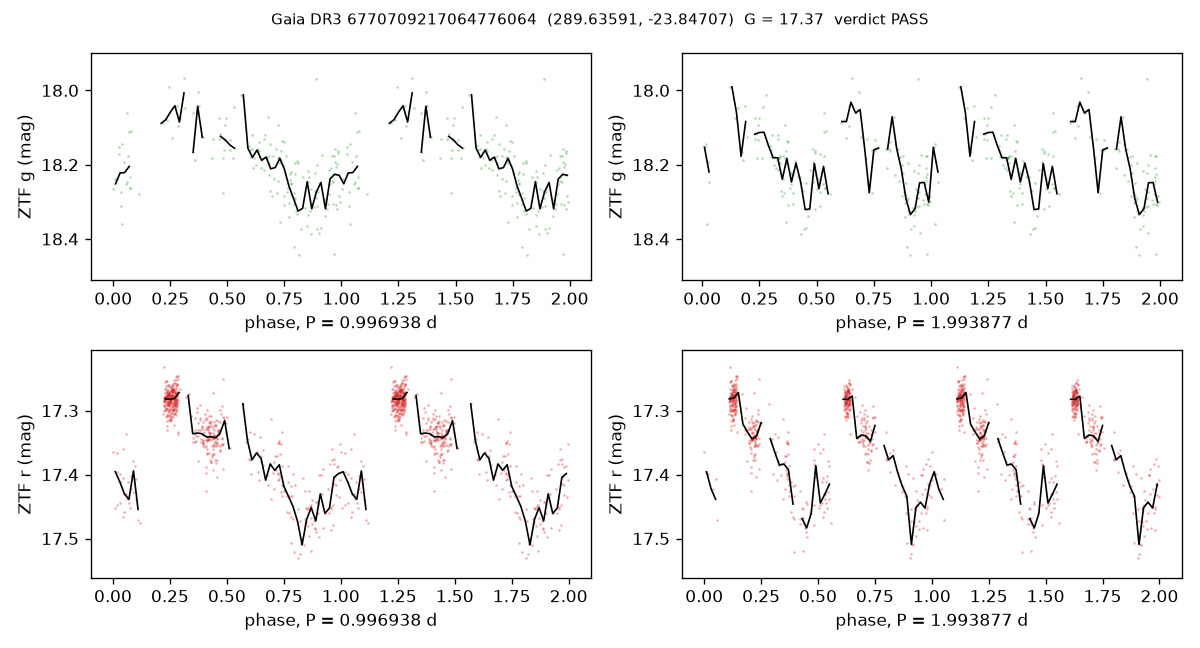 Gaia DR3 6770709217064776064 (289.63591, -23.84707) G = 17.37 verdict PASS
ZTF g (mag)
18.0
18.2
18.4
0.00 0.25 0.50 0.75 1.00 1.25 1.50 1.75 2.00
phase, P = 0.996938 d
ZTF g (mag)
18.0
18.2
18.4
0.00 0.25 0.50 0.75 1.00 1.25 1.50 1.75 2.00
phase, P = 1.993877 d
ZTF r (mag)
17.3
17.4
17.5
0.00 0.25 0.50 0.75 1.00 1.25 1.50 1.75 2.00
phase, P = 0.996938 d
ZTF r (mag)
17.3
17.4
17.5
0.00 0.25 0.50 0.75 1.00 1.25 1.50 1.75 2.00
phase, P = 1.993877 d